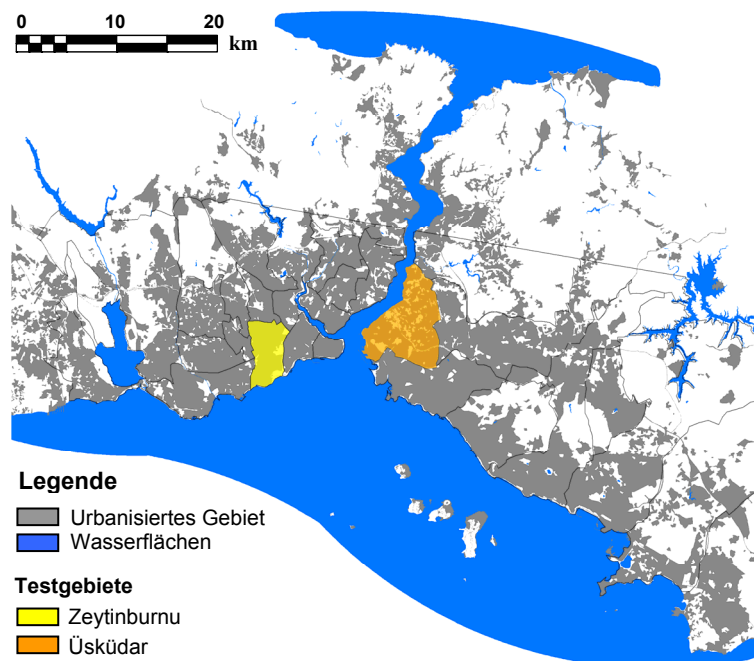 0 10 20
km
Legende
Urbanisiertes Gebiet
Wasserflächen
Testgebiete
Zeytinburnu
Üsküdar